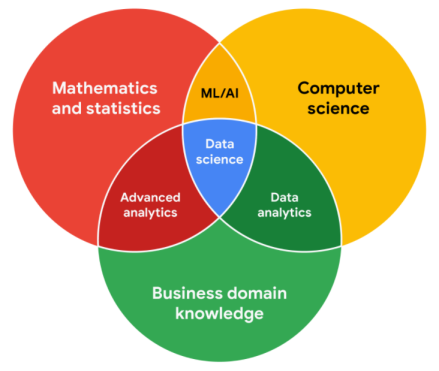 Mathematics
and statistics
ML/AI
Computer
science
Data
science
Advanced
analytics
Data
analytics
Business domain
knowledge